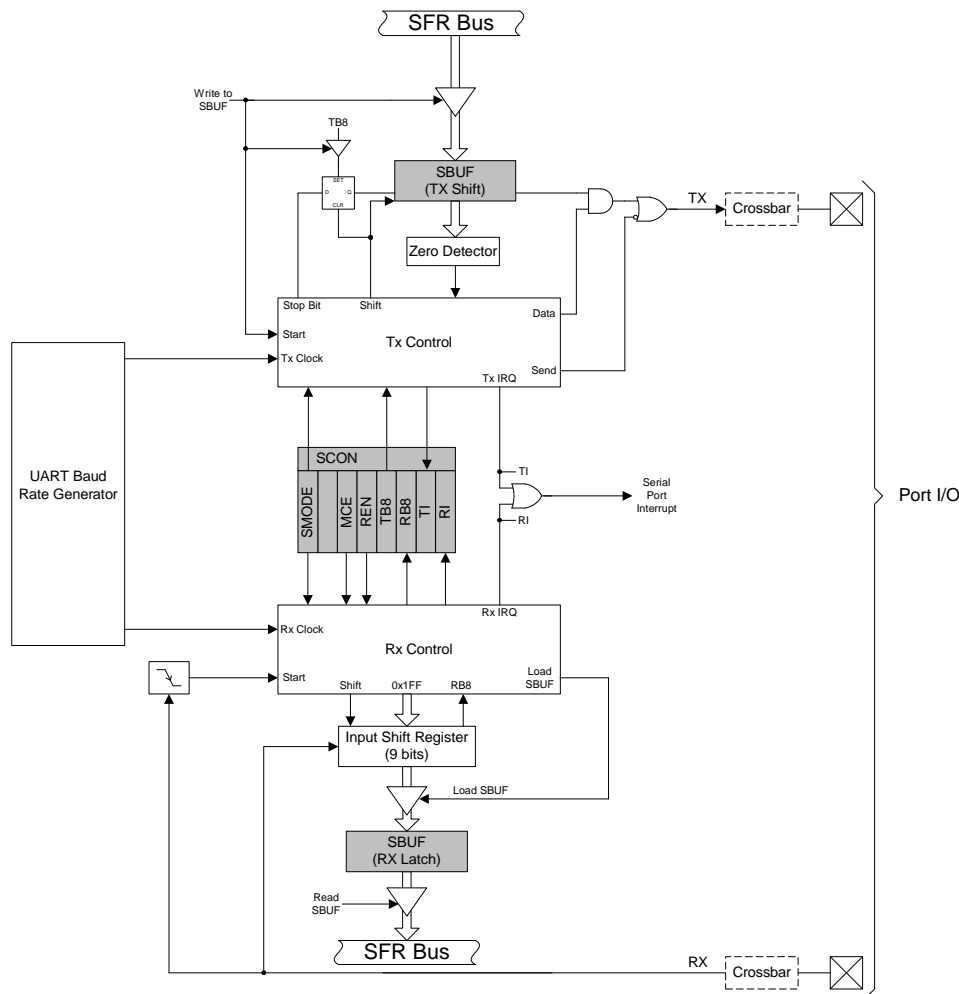 SFR Bus
Write to
SBUF
TB8
SET
D
Q
CLR
SBUF
(TX Shift)
TX
Crossbar
Zero Detector
Stop Bit
Shift
Data
Start
Tx Control
Tx Clock
Send
Tx IRQ
UART Baud
Rate Generator
SCON
SMODE
MCE
REN
TB8
RB8
TI
RI
TI
RI
Serial
Port
Interrupt
Port I/O
Rx IRQ
Rx Clock
Rx Control
Start
Load
SBUF
Shift
0x1FF
RB8
Input Shift Register
(9 bits)
Load SBUF
SBUF
(RX Latch)
Read
SBUF
SFR Bus
RX
Crossbar